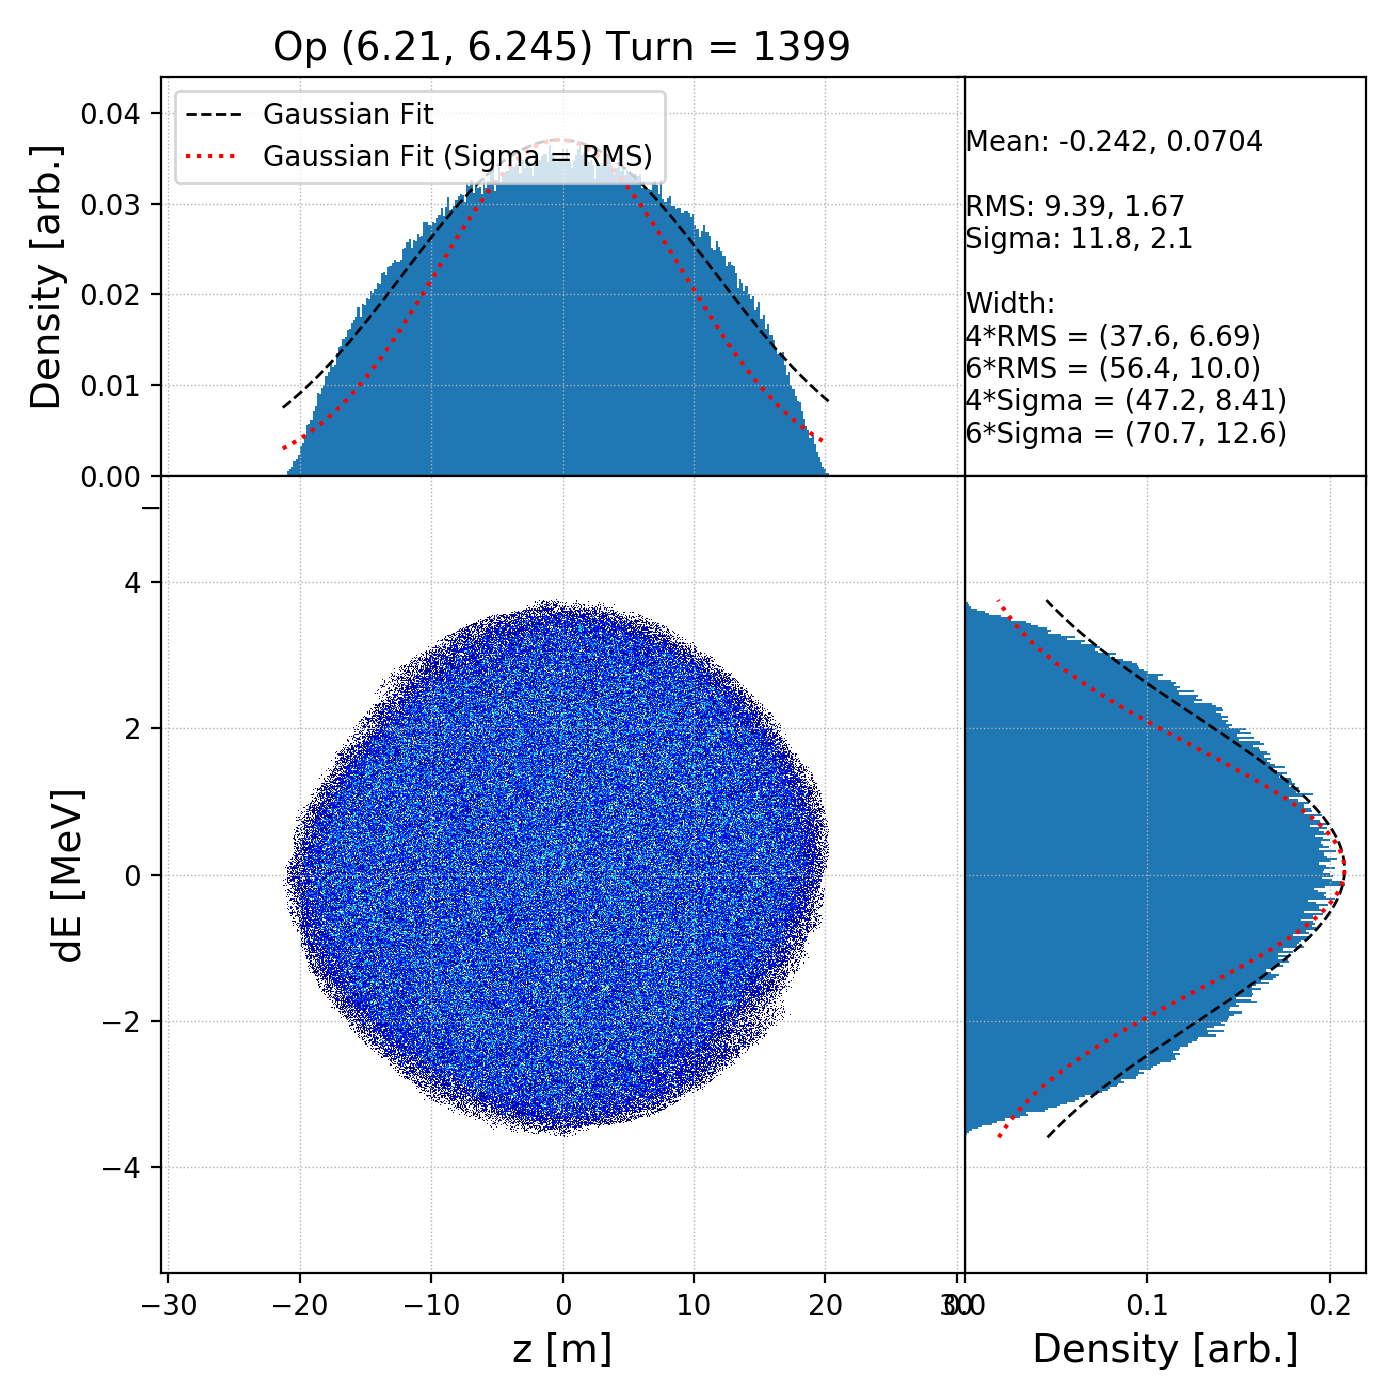 Op (6.21, 6.245) Turn = 1399
Gaussian Fit
Gaussian Fit (Sigma = RMS)
0.04
0.03
0.02
0.01
0.00
Density [arb.]
Mean: -0.242, 0.0704
RMS: 9.39, 1.67
Sigma: 11.8, 2.1
Width:
4*RMS = (37.6, 6.69)
6*RMS = (56.4, 10.0)
4*Sigma = (47.2, 8.41)
6*Sigma = (70.7, 12.6)
4
2
0
−2
−4
dE [MeV]
−30 −20 −10 0 10 20 30
z [m]
0.0 0.1 0.2
Density [arb.]